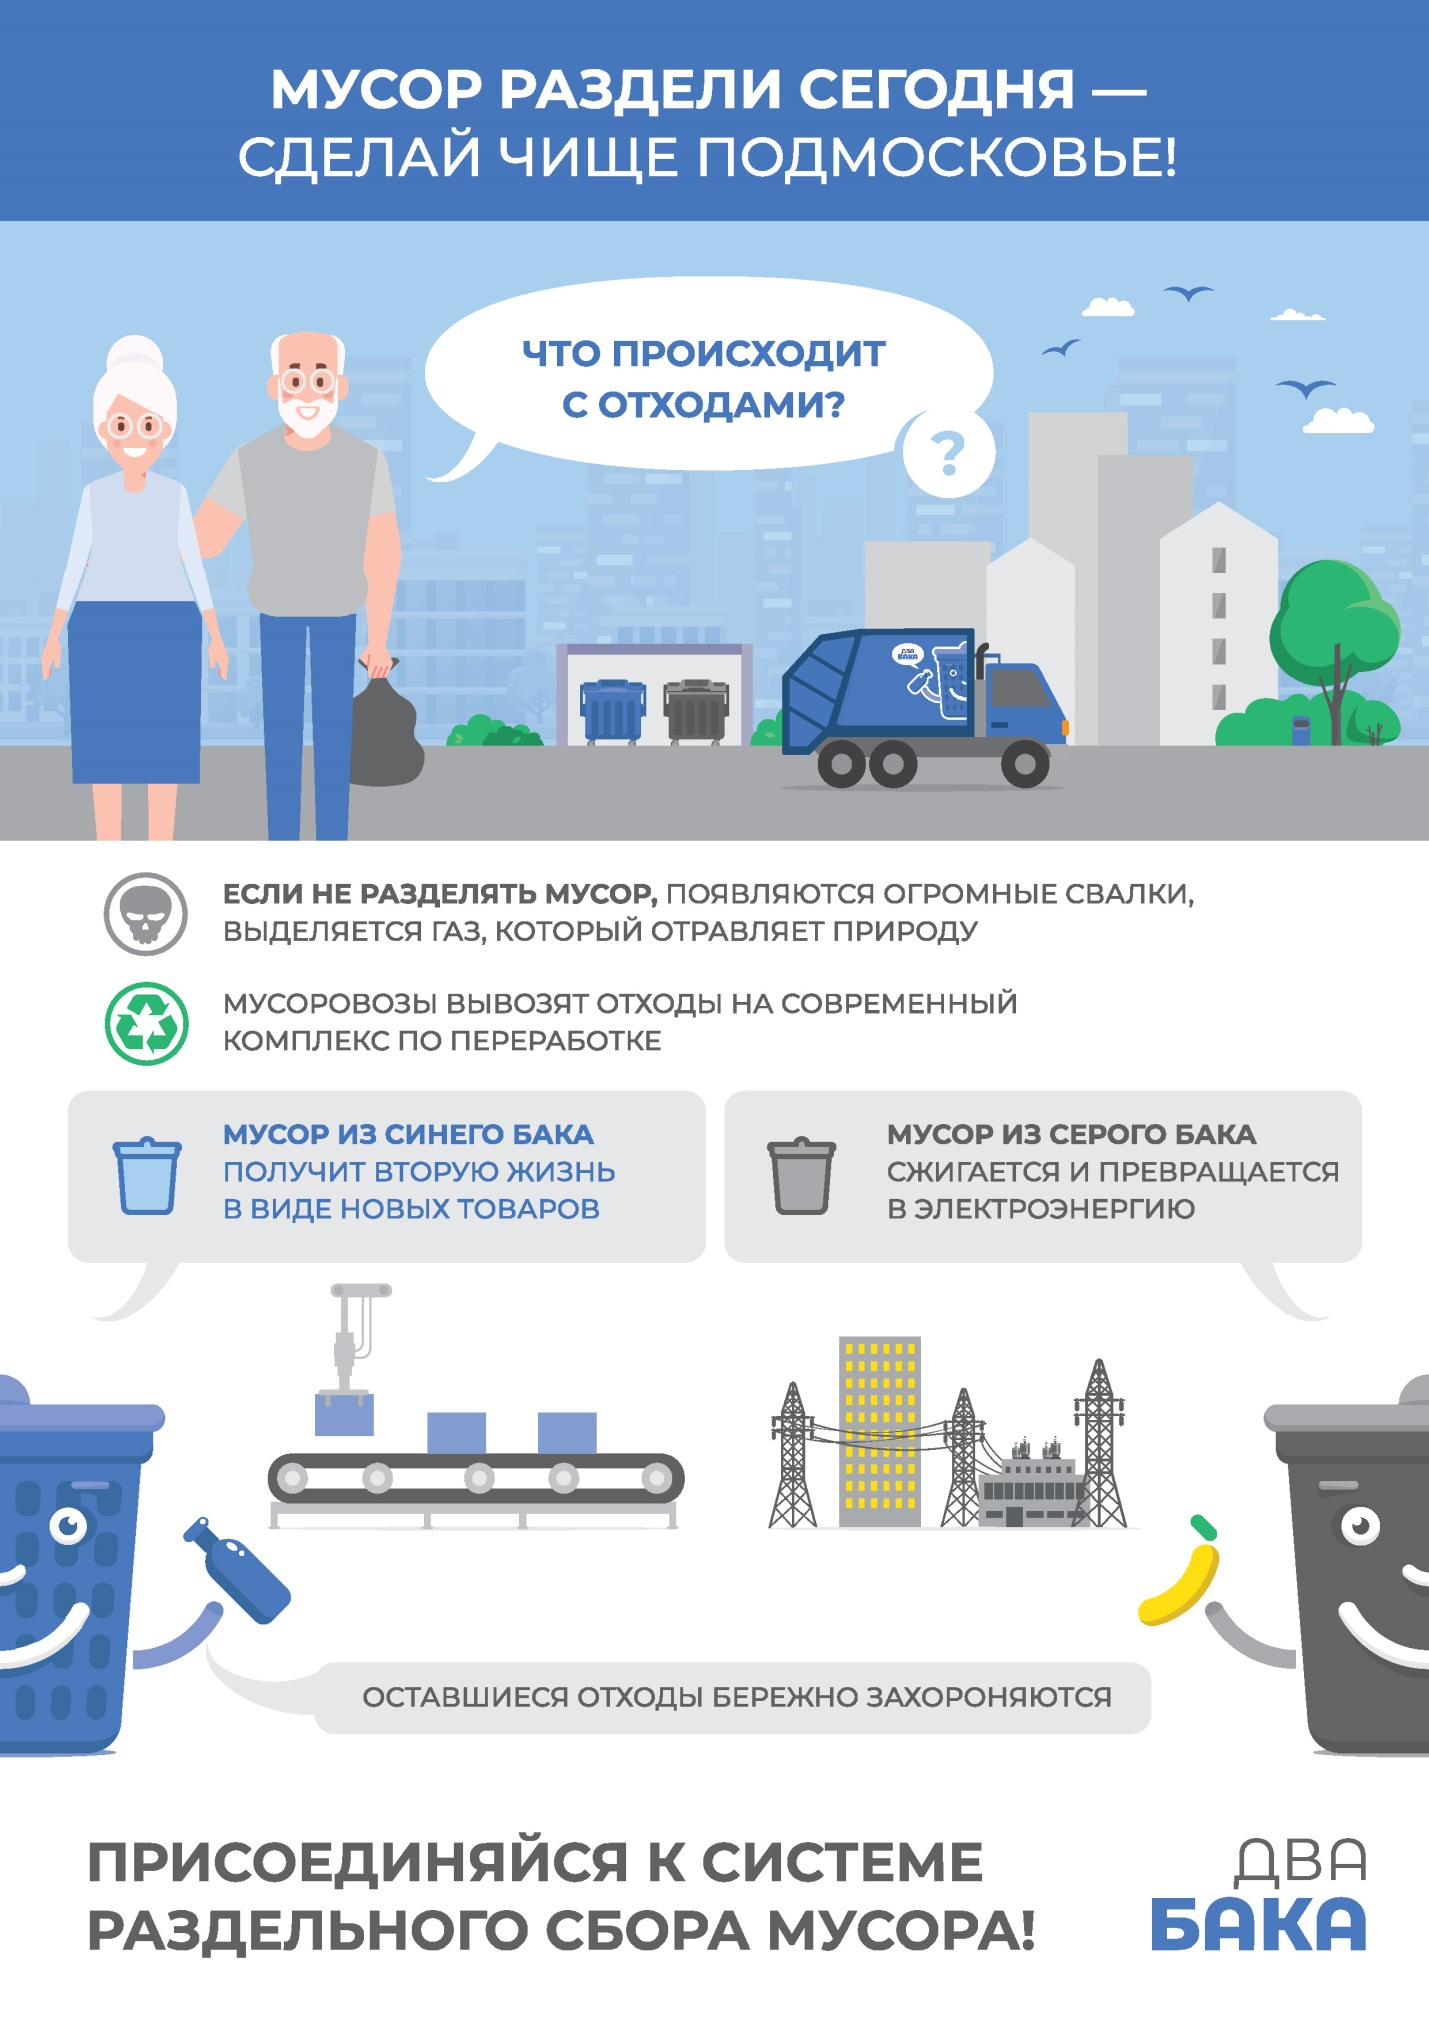 МУСОР РАЗДЕЛИ СЕГОДНЯ —
СДЕЛАЙ ЧИЩЕ ПОДМОСКОВЬЕ!
ЧТО ПРОИСХОДИТ
С ОТХОДАМИ?
?
ДВА
БАКА
ЕСЛИ НЕ РАЗДЕЛЯТЬ МУСОР, ПОЯВЛЯЮТСЯ ОГРОМНЫЕ СВАЛКИ,
ВЫДЕЛЯЕТСЯ ГАЗ, КОТОРЫЙ ОТРАВЛЯЕТ ПРИРОДУ
МУСОРОВОЗЫ ВЫВОЗЯТ ОТХОДЫ НА СОВРЕМЕННЫЙ
КОМПЛЕКС ПО ПЕРЕРАБОТКЕ
МУСОР ИЗ СИНЕГО БАКА
ПОЛУЧИТ ВТОРУЮ ЖИЗНЬ
В ВИДЕ НОВЫХ ТОВАРОВ
МУСОР ИЗ СЕРОГО БАКА
СЖИГАЕТСЯ И ПРЕВРАЩАЕТСЯ
В ЭЛЕКТРОЭНЕРГИЮ
ОСТАВШИЕСЯ ОТХОДЫ БЕРЕЖНО ЗАХОРОНЯЮТСЯ
ПРИСОЕДИНЯЙСЯ К СИСТЕМЕ
РАЗДЕЛЬНОГО СБОРА МУСОРА!
ДВА
БАКА